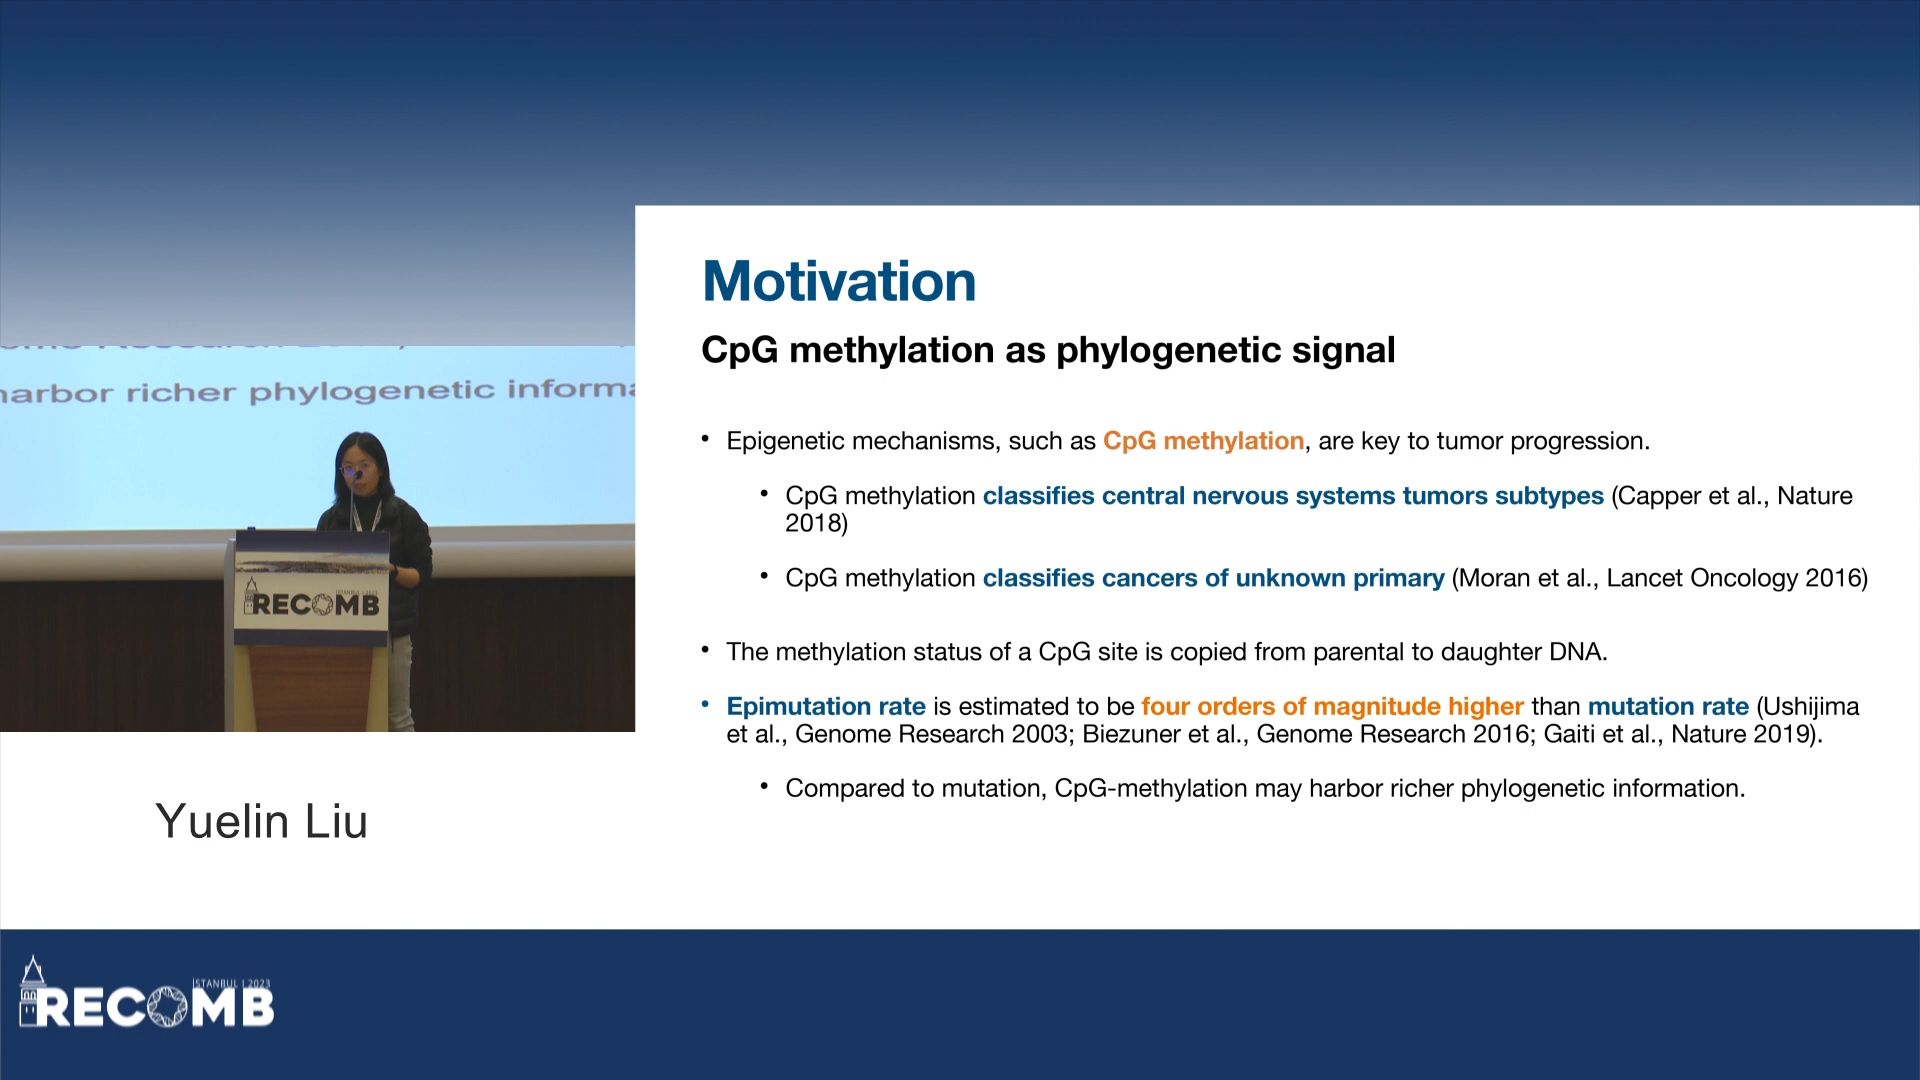 Motivation
CpG methylation as phylogenetic signal
• Epigenetic mechanisms, such as CpG methylation, are key to tumor progression.
• CpG methylation classifies central nervous systems tumors subtypes (Capper et al., Nature
2018)
• CpG methylation classifies cancers of unknown primary (Moran et al., Lancet Oncology 2016)
• The methylation status of a CpG site is copied from parental to daughter DNA.
• Epimutation rate is estimated to be four orders of magnitude higher than mutation rate (Ushijima
et al., Genome Research 2003; Biezuner et al., Genome Research 2016; Gaiti et al., Nature 2019).
• Compared to mutation, CpG-methylation may harbor richer phylogenetic information.
harbor richer phylogenetic
ISTANBUL | 2023
RECOMB
Yuelin Liu
İSTANBUL | 2023
RECOMB